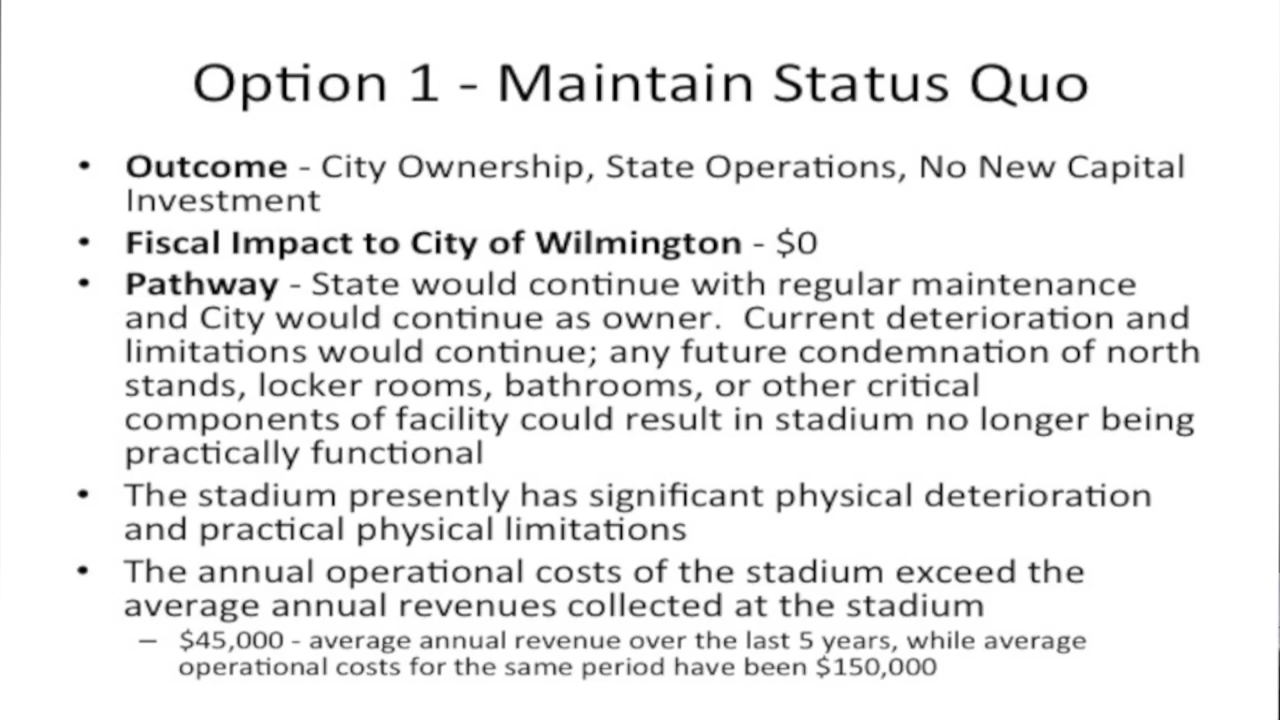 Option 1 - Maintain Status Quo
• Outcome - City Ownership, State Operations, No New Capital
Investment
• Fiscal Impact to City of Wilmington - $0
• Pathway - State would continue with regular maintenance
and City would continue as owner.  Current deterioration and
limitations would continue; any future condemnation of north
stands, locker rooms, bathrooms, or other critical
components of facility could result in stadium no longer being
practically functional
• The stadium presently has significant physical deterioration
and practical physical limitations
• The annual operational costs of the stadium exceed the
average annual revenues collected at the stadium
– $45,000 - average annual revenue over the last 5 years, while average
operational costs for the same period have been $150,000